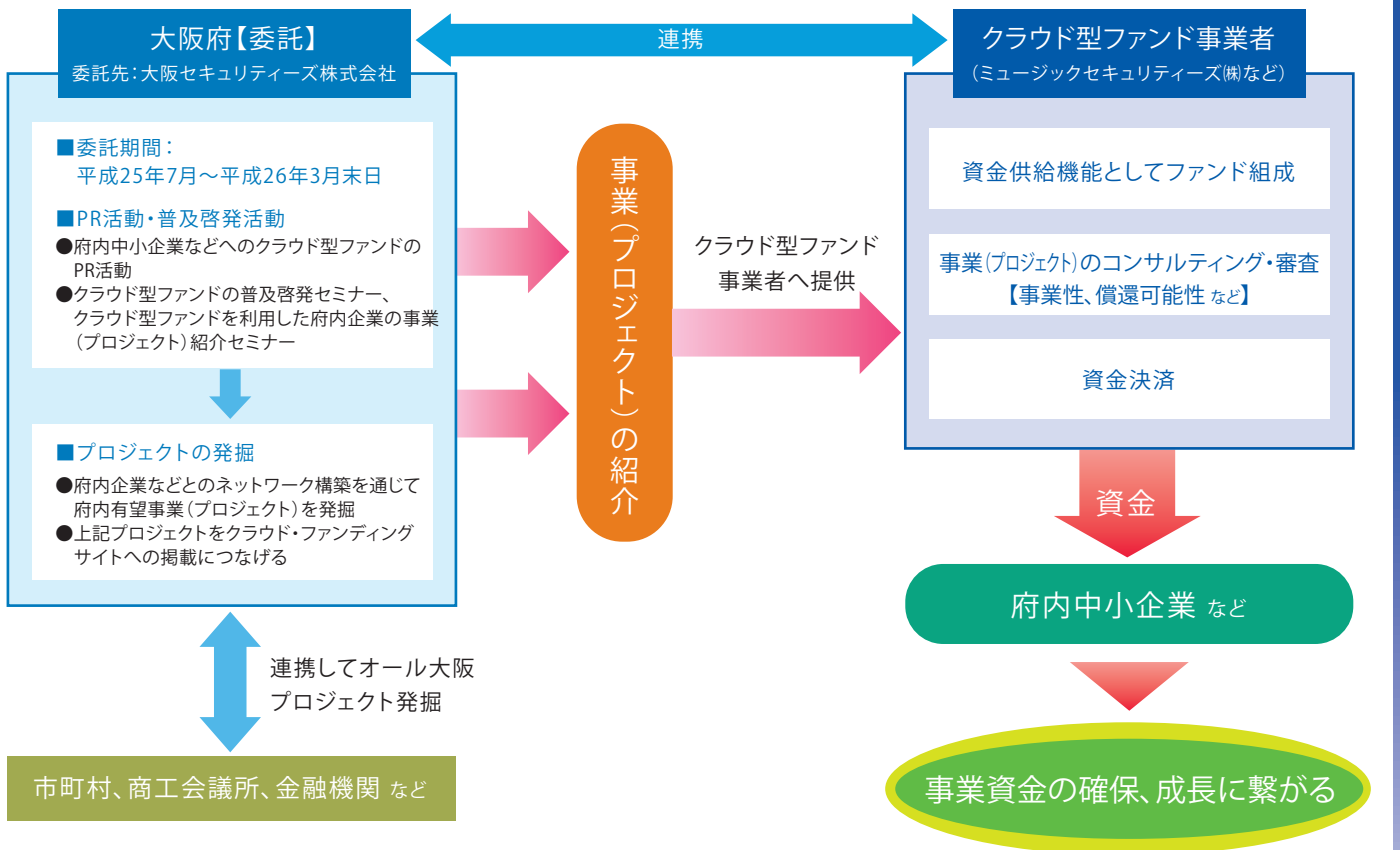 大阪府【委託】
委託先：大阪セキュリティーズ株式会社
連携
クラウド型ファンド事業者
（ミュージックセキュリティーズ㈱など）
■委託期間：
平成25年7月～平成26年3月末日
■PR活動・普及啓発活動
●府内中小企業などへのクラウド型ファンドの
PR活動
●クラウド型ファンドの普及啓発セミナー、
クラウド型ファンドを利用した府内企業の事業
（プロジェクト）紹介セミナー
■プロジェクトの発掘
●府内企業などとのネットワーク構築を通じて
府内有望事業（プロジェクト）を発掘
●上記プロジェクトをクラウド・ファンディング
サイトへの掲載につなげる
事業（プロジェクト）の紹介
クラウド型ファンド
事業者へ提供
資金供給機能としてファンド組成
事業（プロジェクト）のコンサルティング・審査
【事業性、償還可能性 など】
資金決済
資金
府内中小企業 など
事業資金の確保、成長に繋がる
連携してオール大阪
プロジェクト発掘
市町村、商工会議所、金融機関 など